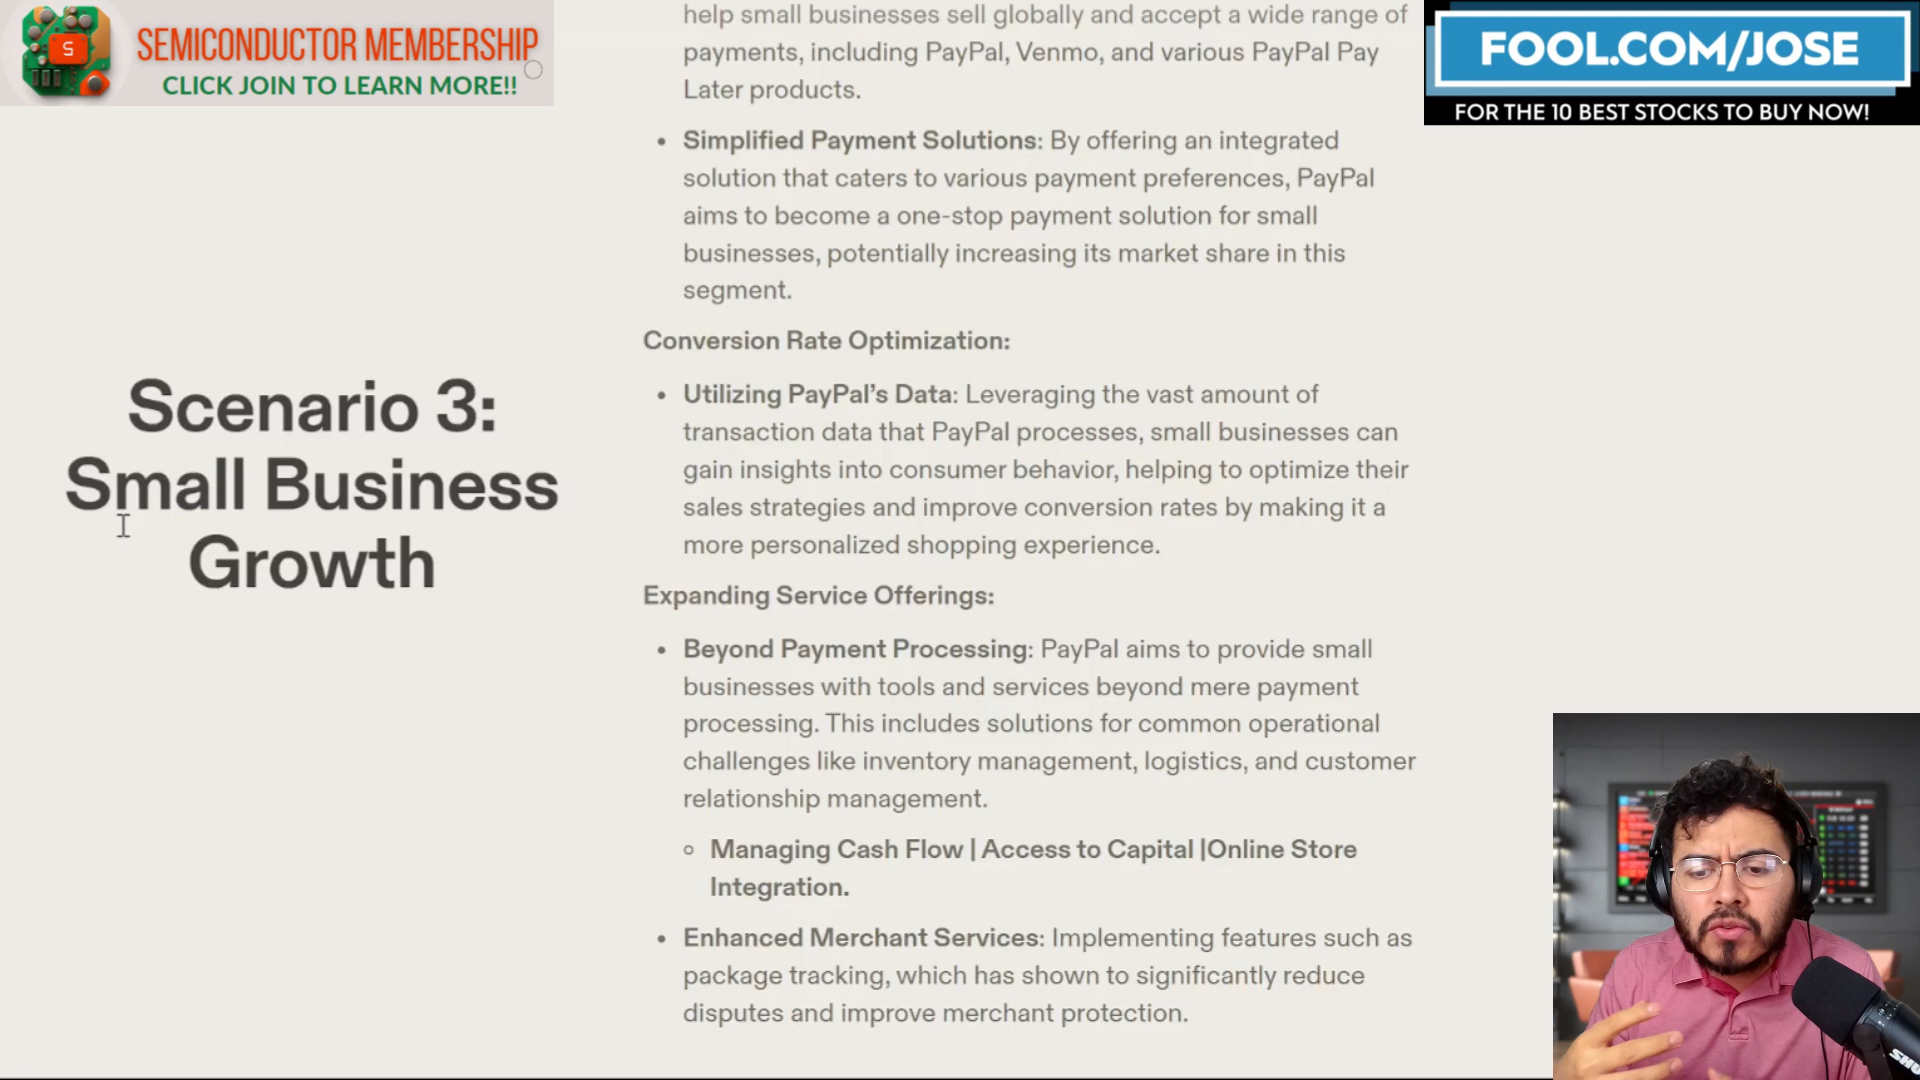 SEMICONDUCTOR MEMBERSHIP
CLICK JOIN TO LEARN MORE!!
FOOL.COM/JOSE
FOR THE 10 BEST STOCKS TO BUY NOW!
Scenario 3:
Small Business
Growth
help small businesses sell globally and accept a wide range of
payments, including PayPal, Venmo, and various PayPal Pay
Later products.
• Simplified Payment Solutions: By offering an integrated
solution that caters to various payment preferences, PayPal
aims to become a one-stop payment solution for small
businesses, potentially increasing its market share in this
segment.
Conversion Rate Optimization:
• Utilizing PayPal’s Data: Leveraging the vast amount of
transaction data that PayPal processes, small businesses can
gain insights into consumer behavior, helping to optimize their
sales strategies and improve conversion rates by making it a
more personalized shopping experience.
Expanding Service Offerings:
• Beyond Payment Processing: PayPal aims to provide small
businesses with tools and services beyond mere payment
processing. This includes solutions for common operational
challenges like inventory management, logistics, and customer
relationship management.
○ Managing Cash Flow | Access to Capital |Online Store
Integration.
• Enhanced Merchant Services: Implementing features such as
package tracking, which has shown to significantly reduce
disputes and improve merchant protection.